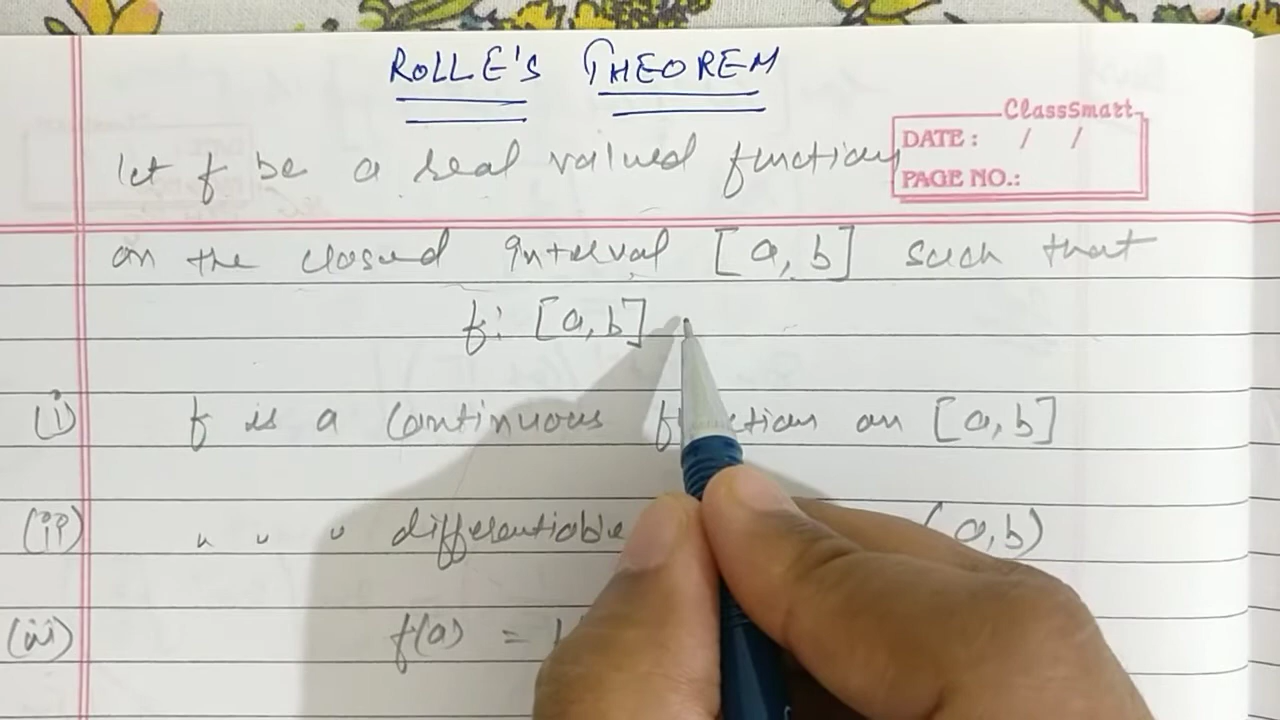 ROLLE'S THEOREM
ClassSmart
DATE: / /
PAGE NO.:
let f be a real valued function
on the closed interval [a, b] such that
f: [a, b]
(i) f is a continuous function on [a, b]
(ii) " " " differentiable (a, b)
(iii) f(a) =